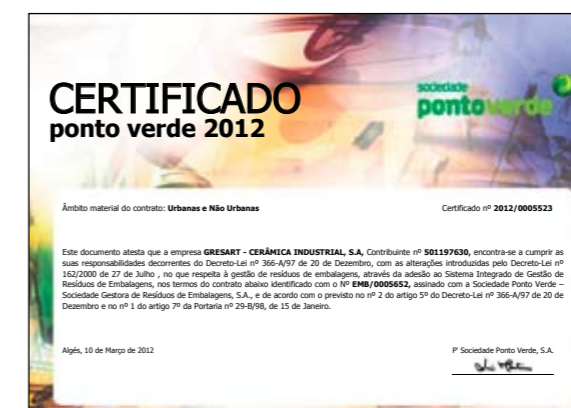 CERTIFICADO
ponto verde 2012
sociedade
pontoverde
Âmbito material do contrato: Urbanas e Não Urbanas
Certificado nº 2012/0005523
Este documento atesta que a empresa GRESART - CERÂMICA INDUSTRIAL, S.A, Contribuinte nº 501197630, encontra-se a cumprir as
suas responsabilidades decorrentes do Decreto-Lei nº 366-A/97 de 20 de Dezembro, com as alterações introduzidas pelo Decreto-Lei nº
162/2000 de 27 de Julho , no que respeita à gestão de resíduos de embalagens, através da adesão ao Sistema Integrado de Gestão de
Resíduos de Embalagens, nos termos do contrato abaixo identificado com o Nº EMB/0005652, assinado com a Sociedade Ponto Verde –
Sociedade Gestora de Resíduos de Embalagens, S.A., e de acordo com o previsto no nº 2 do artigo 5º do Decreto-Lei nº 366-A/97 de 20 de
Dezembro e no nº 1 do artigo 7º da Portaria nº 29-B/98, de 15 de Janeiro.
Algés, 10 de Março de 2012
P' Sociedade Ponto Verde, S.A.